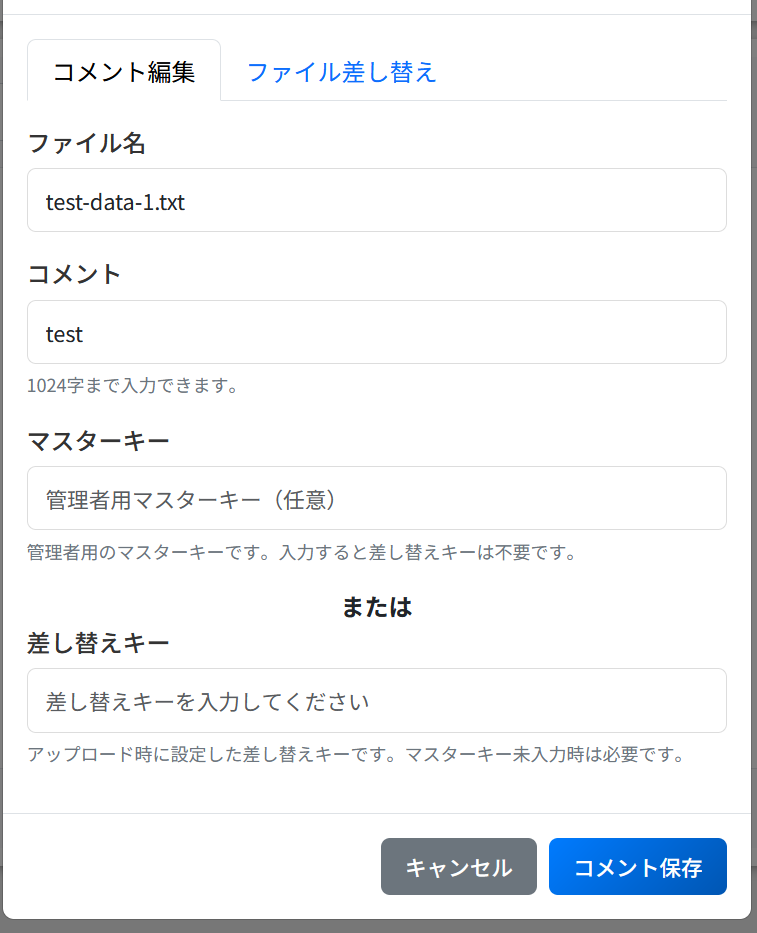 コメント編集 ファイル差し替え
ファイル名
test-data-1.txt
コメント
test
1024字まで入力できます。
マスターキー
管理者用マスターキー（任意）
管理者用のマスターキーです。入力すると差し替えキーは不要です。
または
差し替えキー
差し替えキーを入力してください
アップロード時に設定した差し替えキーです。マスターキー未入力時は必要です。
キャンセル コメント保存